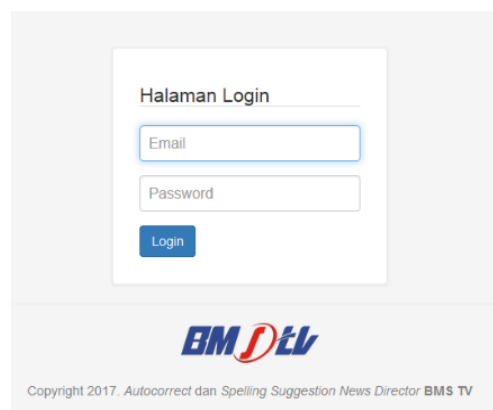 Halaman Login
Email
Password
Login
BMS tv
Copyright 2017. Autocorrect dan Spelling Suggestion News Director BMS TV